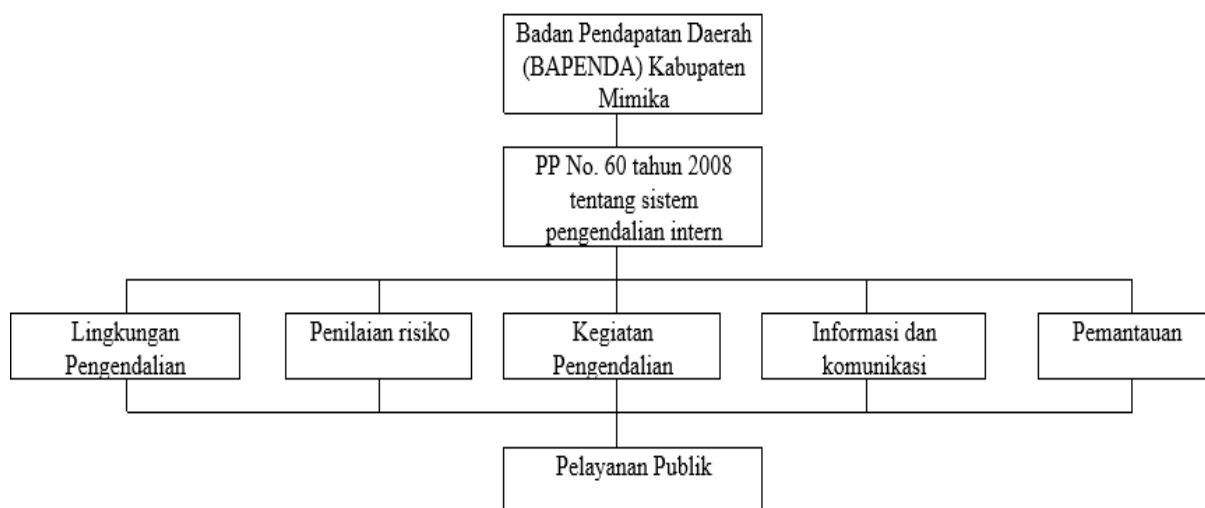 Badan Pendapatan Daerah
(BAPENDA) Kabupaten
Mimika
PP No. 60 tahun 2008
tentang sistem
pengendalian intern
Lingkungan
Pengendalian
Penilaian risiko
Kegiatan
Pengendalian
Informasi dan
komunikasi
Pemantauan
Pelayanan Publik